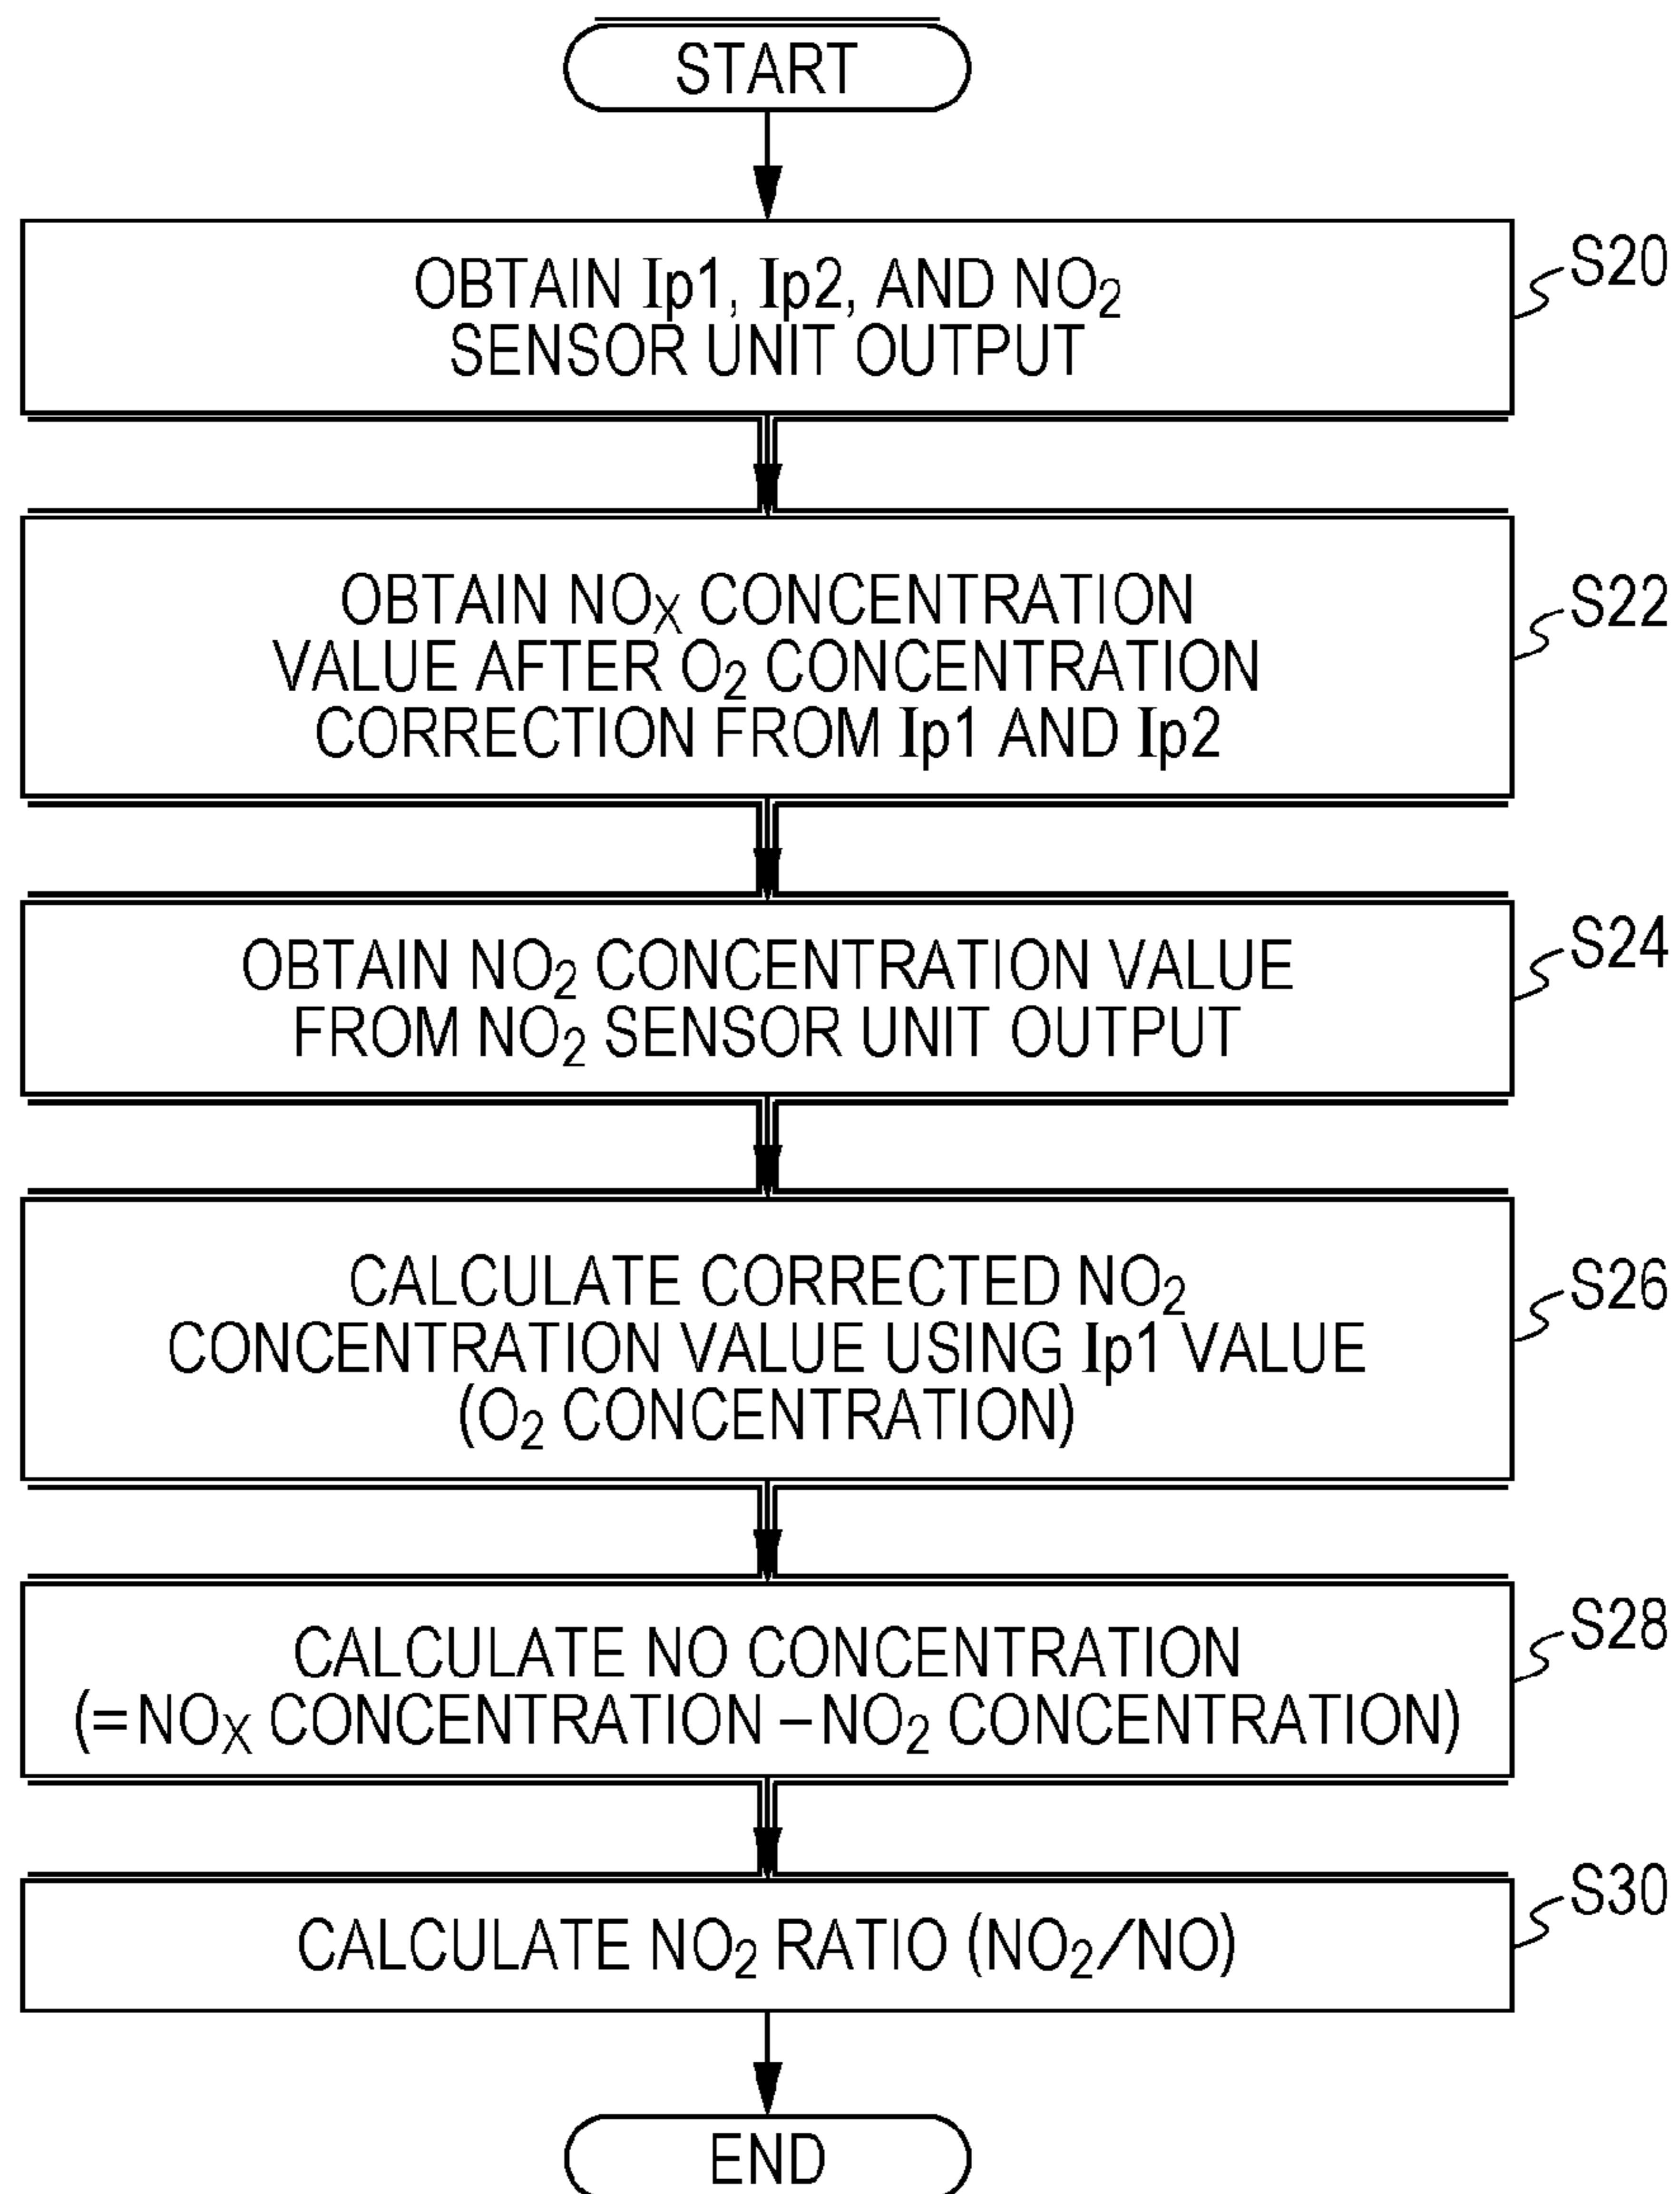 START
OBTAIN Ip1, Ip2, AND NO₂
SENSOR UNIT OUTPUT
S20
OBTAIN NOX CONCENTRATION
VALUE AFTER O₂ CONCENTRATION
CORRECTION FROM Ip1 AND Ip2
S22
OBTAIN NO₂ CONCENTRATION VALUE
FROM NO₂ SENSOR UNIT OUTPUT
S24
CALCULATE CORRECTED NO₂
CONCENTRATION VALUE USING Ip1 VALUE
(O₂ CONCENTRATION)
S26
CALCULATE NO CONCENTRATION
(=NOX CONCENTRATION −NO₂ CONCENTRATION)
S28
CALCULATE NO₂ RATIO (NO₂/NO)
S30
END